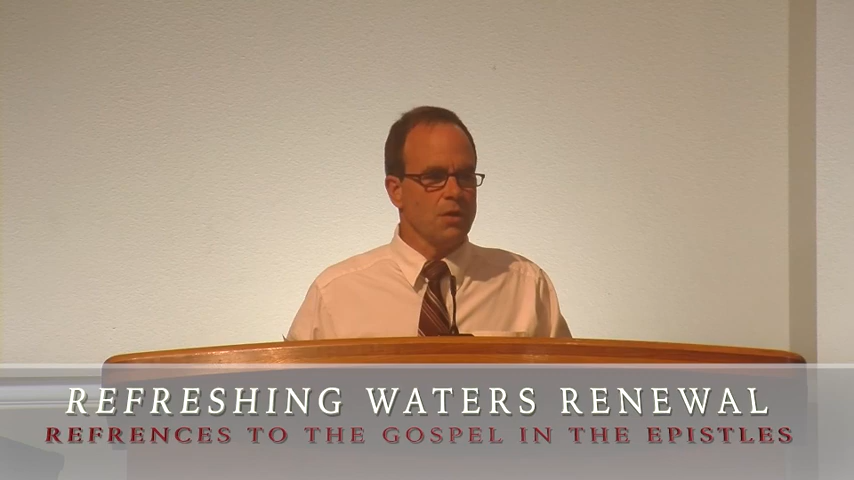 REFRESHING WATERS RENEWAL
REFRENCES TO THE GOSPEL IN THE EPISTLES